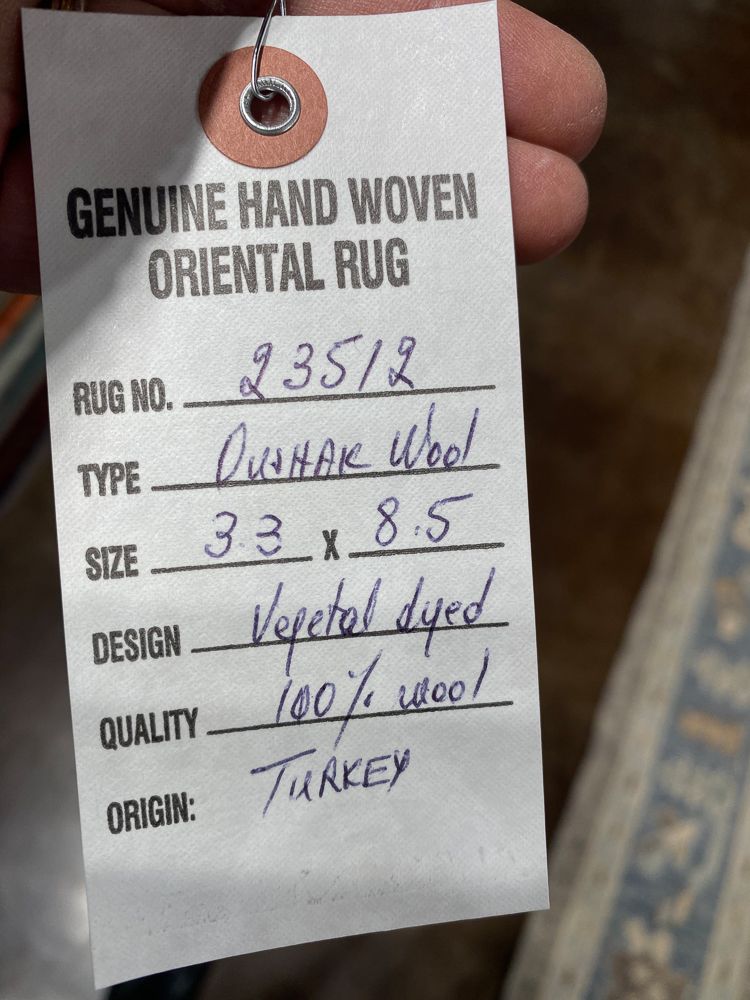 GENUINE HAND WOVEN
ORIENTAL RUG
RUG NO. 23512
TYPE OUSHAK Wool
SIZE 3.3 X 8.5
DESIGN Vegetal dyed
QUALITY 100% wool
ORIGIN: TURKEY